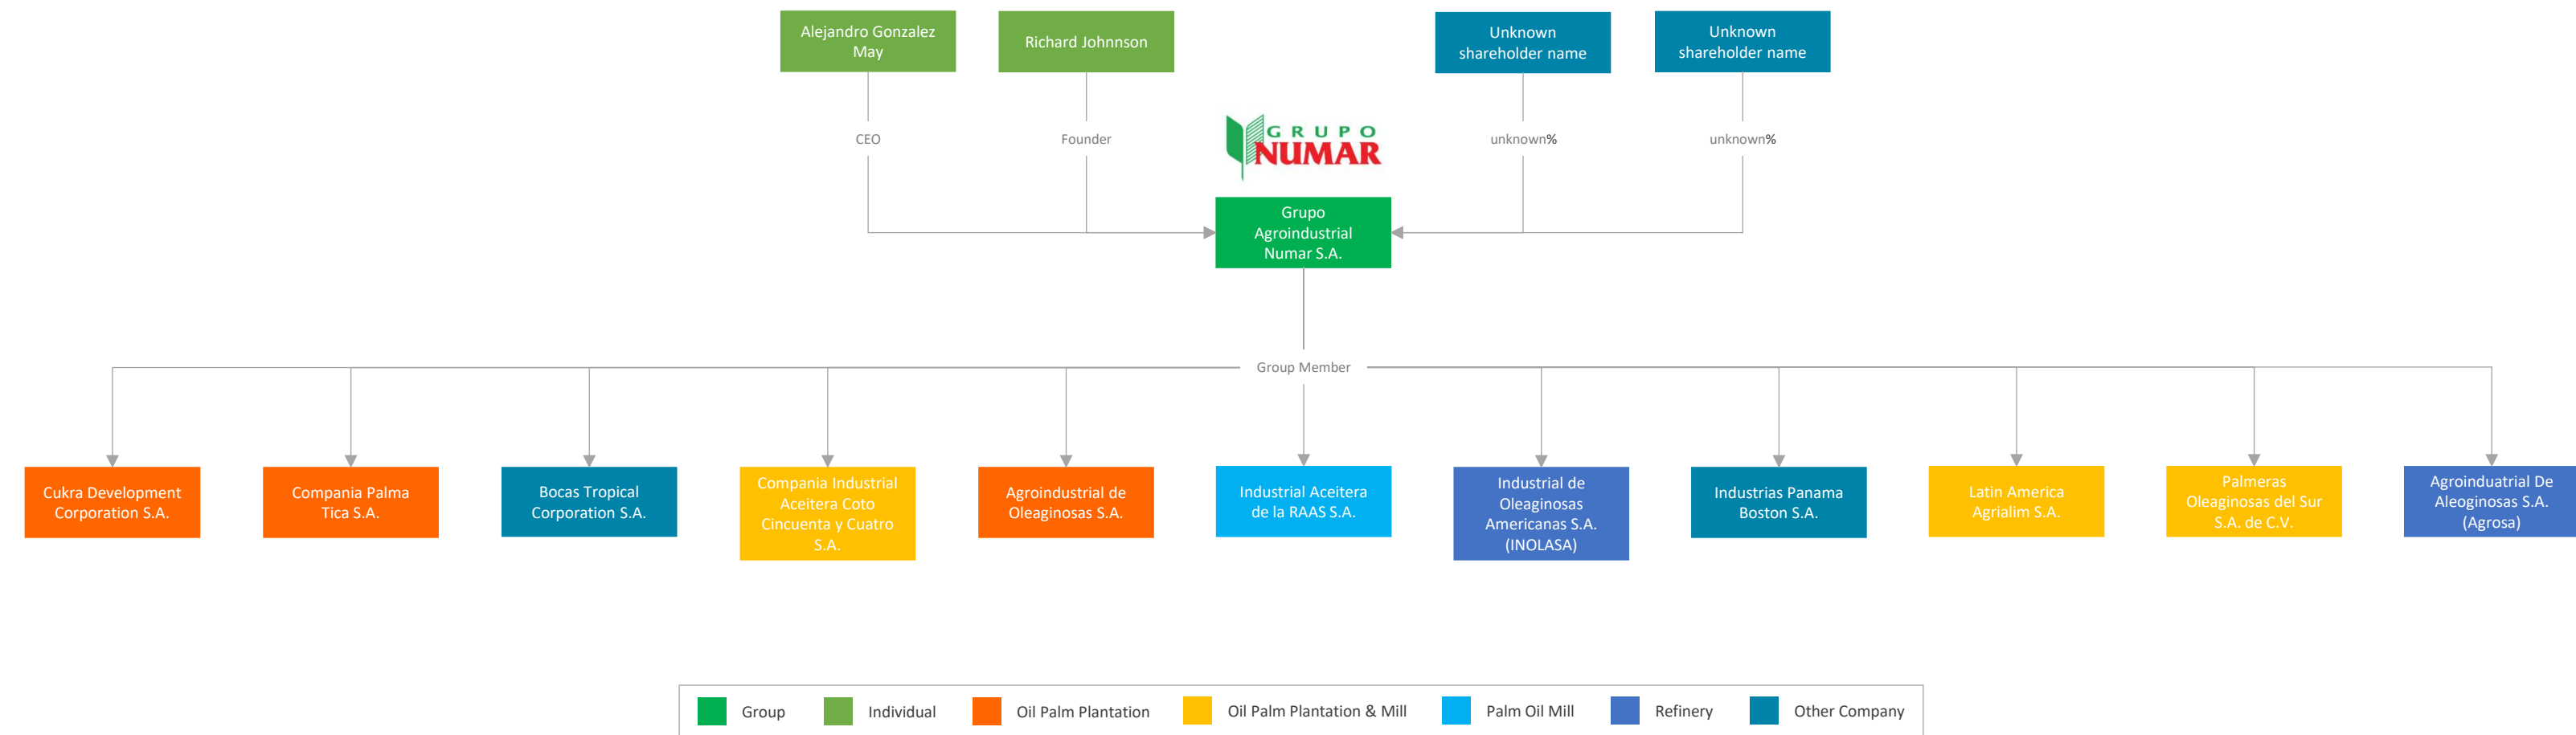 Alejandro Gonzalez
May
Richard Johnnson
Unknown
shareholder name
Unknown
shareholder name
CEO
Founder
GRUPO
NUMAR
unknown%
unknown%
Grupo
Agroindustrial
Numar S.A.
Group Member
Cukra Development
Corporation S.A.
Compania Palma
Tica S.A.
Bocas Tropical
Corporation S.A.
Compania Industrial
Aceitera Coto
Cincuenta y Cuatro
S.A.
Agroindustrial de
Oleaginosas S.A.
Industrial Aceitera
de la RAAS S.A.
Industrial de
Oleaginosas
Americanas S.A.
(INOLASA)
Industrias Panama
Boston S.A.
Latin America
Agrialim S.A.
Palmeras
Oleaginosas del Sur
S.A. de C.V.
Agroinduatrial De
Aleoginosas S.A.
(Agrosa)
Group
Individual
Oil Palm Plantation
Oil Palm Plantation & Mill
Palm Oil Mill
Refinery
Other Company